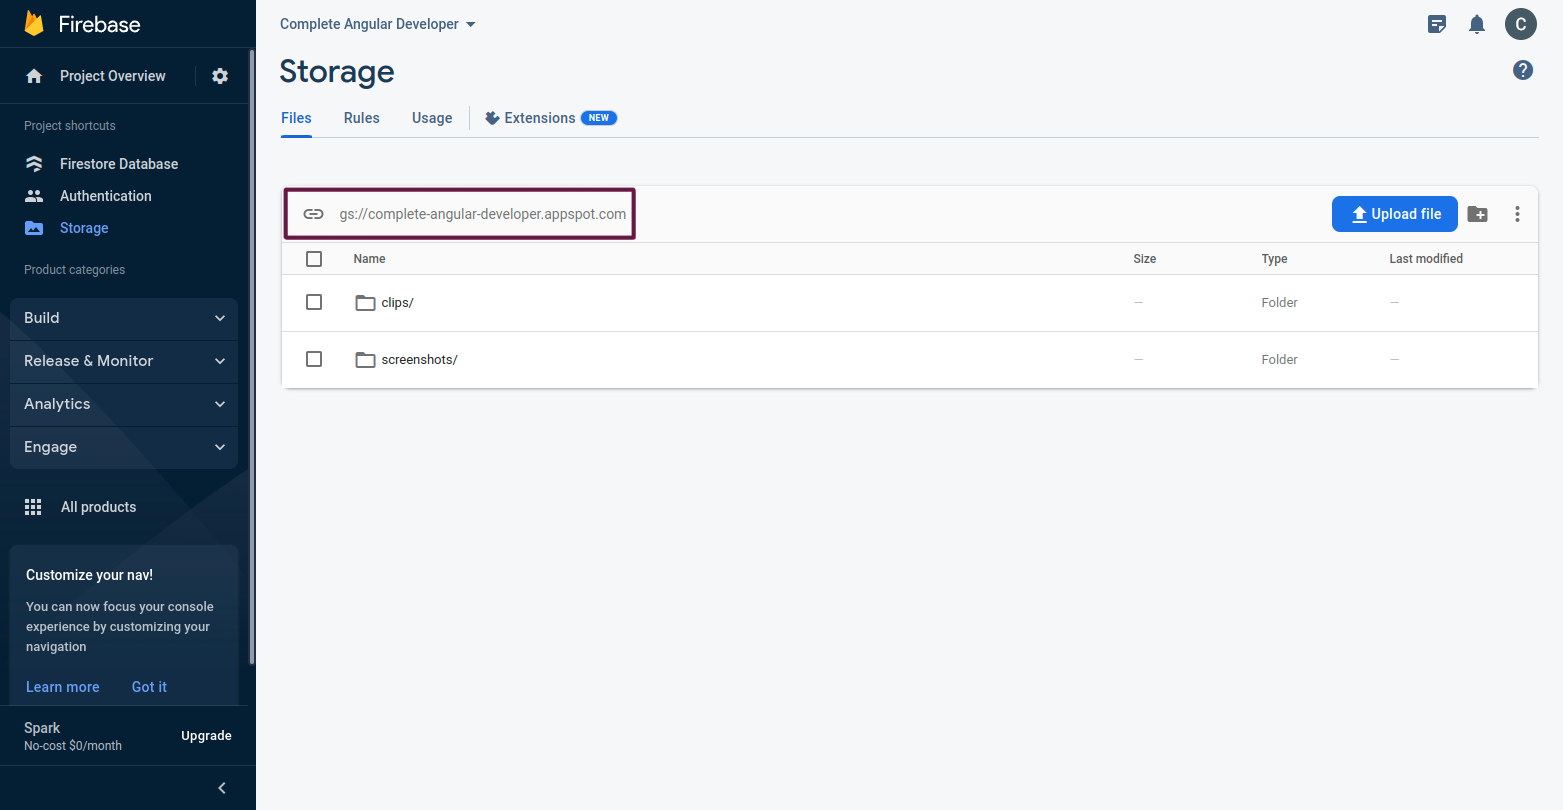 Firebase
Project Overview
Project shortcuts
Firestore Database
Authentication
Storage
Product categories
Build
Release & Monitor
Analytics
Engage
All products
Customize your nav!
You can now focus your console
experience by customizing your
navigation
Learn more Got it
Spark
No-cost $0/month
Upgrade
Complete Angular Developer
C
Storage
Files Rules Usage Extensions NEW
gs://complete-angular-developer.appspot.com
Upload file
Name Size Type Last modified
clips/ — Folder —
screenshots/ — Folder —